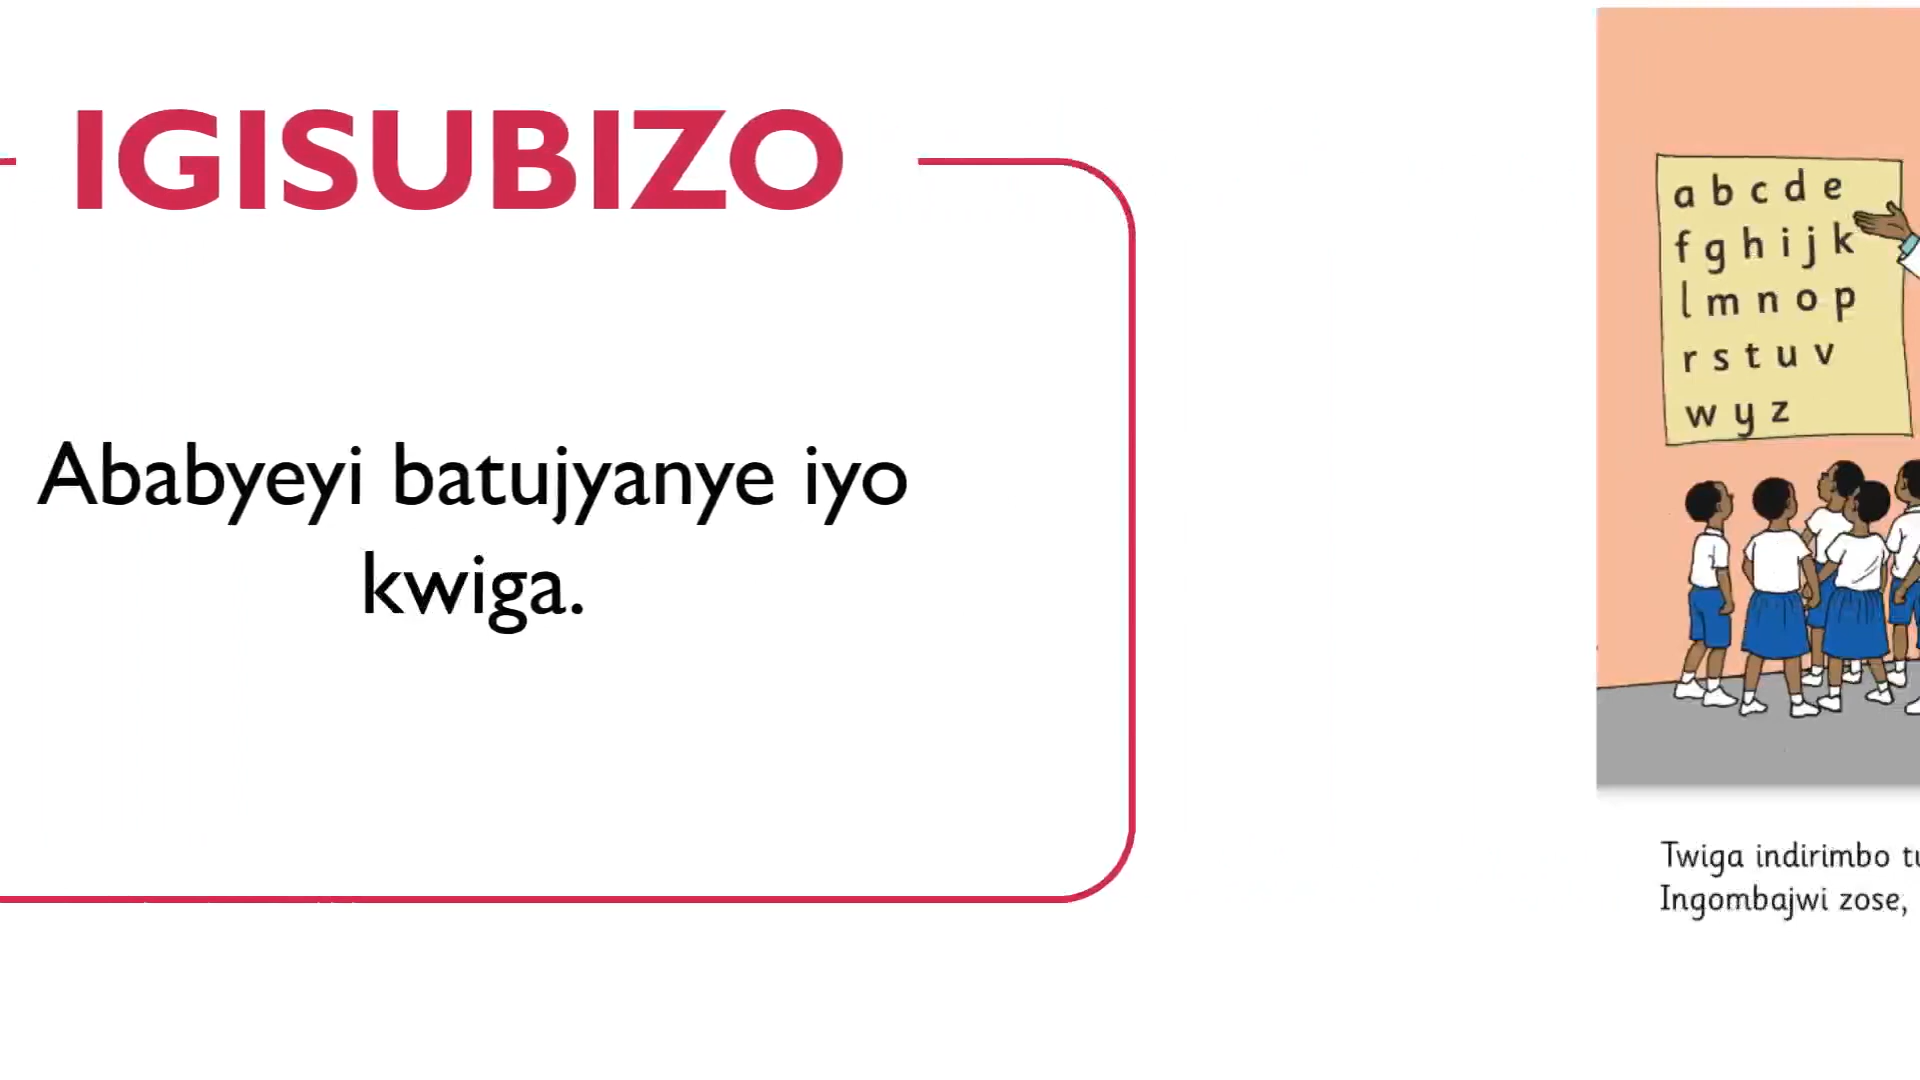 IGISUBIZO
Ababyeyi batujyanye iyo
kwiga.
a b c d e
f g h i j k
l m n o p
r s t u v
w y z
Twiga indirimbo
Ingombajwi zose,